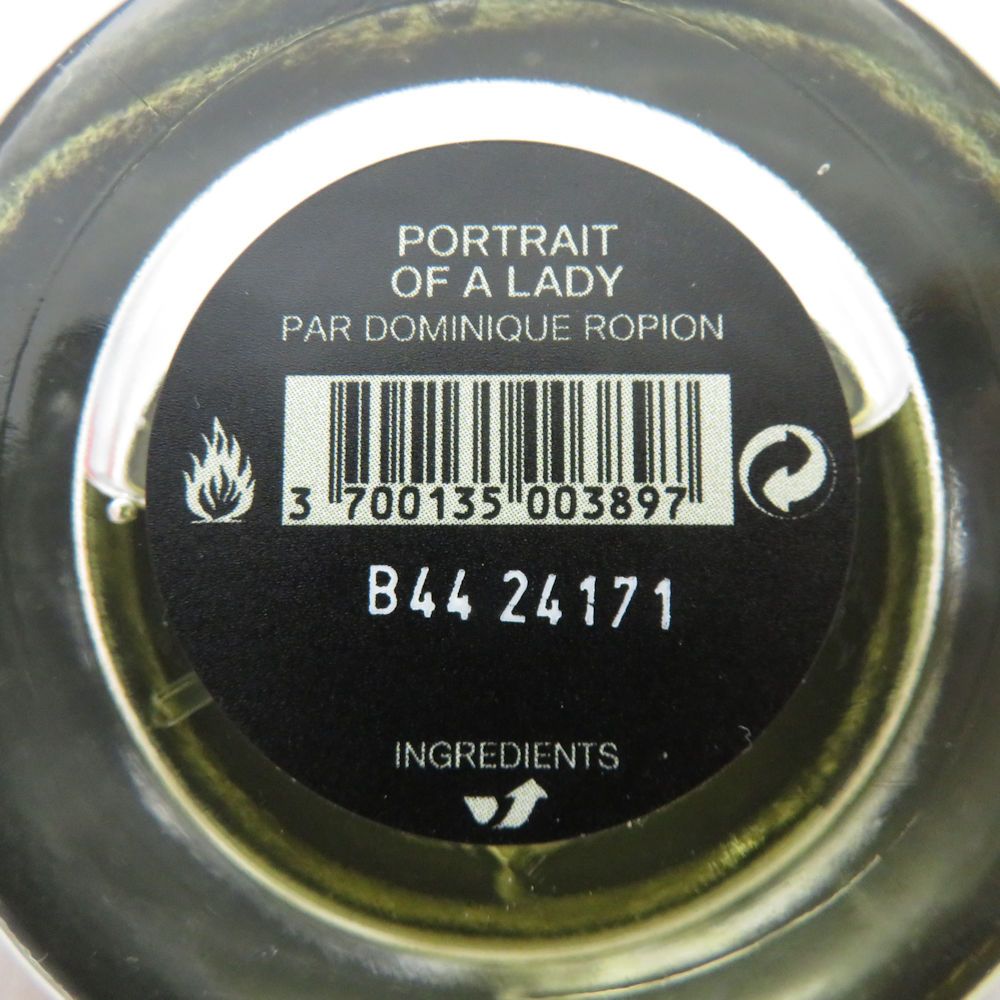 PORTRAIT
OF A LADY
PAR DOMINIQUE ROPION
3 700135 003897
B44 24171
INGREDIENTS